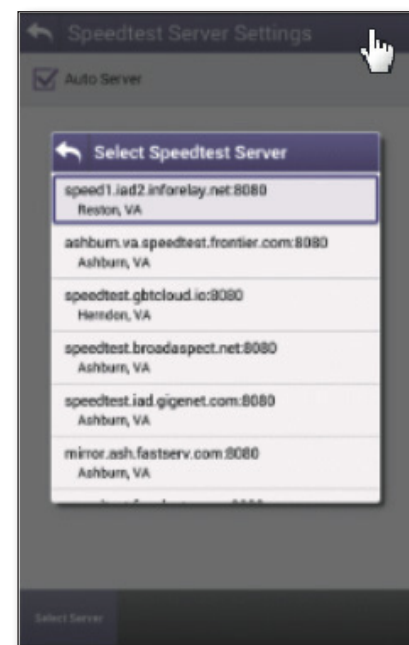 Speedtest Server Settings
Auto Server
Select Speedtest Server
speed1.iad2.inforelay.net:8080
Reston, VA
ashburn.va.speedtest.frontier.com:8080
Ashburn, VA
speedtest.gbtcloud.io:8080
Herndon, VA
speedtest.broadaspect.net:8080
Ashburn, VA
speedtest.iad.gigenet.com:8080
Ashburn, VA
mirror.ash.fastserv.com:8080
Ashburn, VA
Select Server